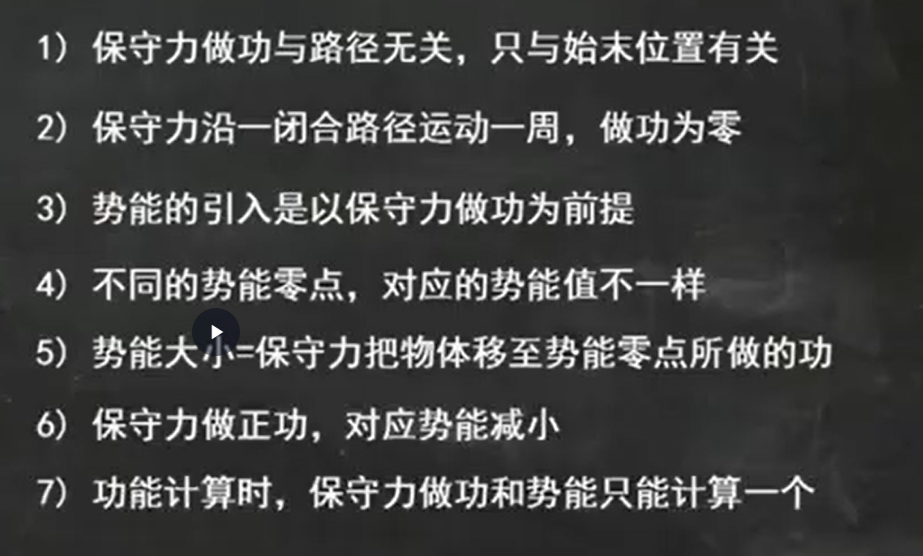 1) 保守力做功与路径无关，只与始末位置有关
2) 保守力沿一闭合路径运动一周，做功为零
3) 势能的引入是以保守力做功为前提
4) 不同的势能零点，对应的势能值不一样
5) 势能大小=保守力把物体移至势能零点所做的功
6) 保守力做正功，对应势能减小
7) 功能计算时，保守力做功和势能只能计算一个